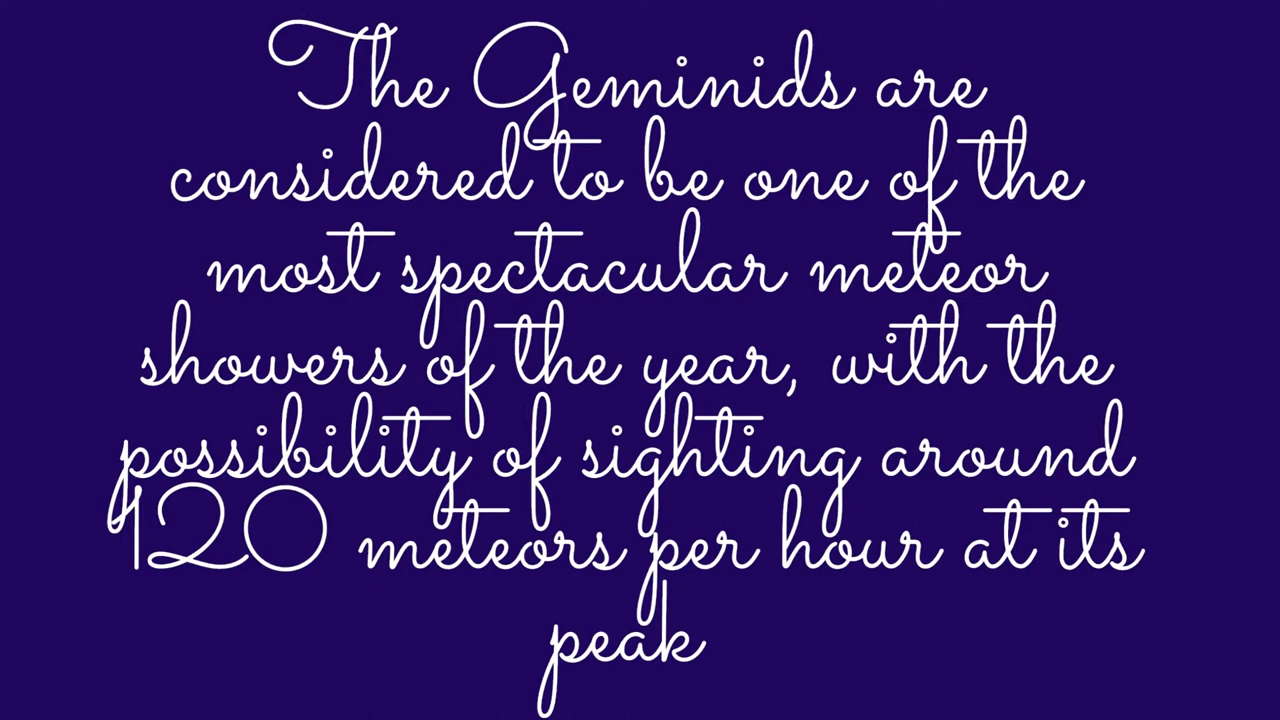 The Geminids are
considered to be one of the
most spectacular meteor
showers of the year, with the
possibility of sighting around
120 meteors per hour at its
peak